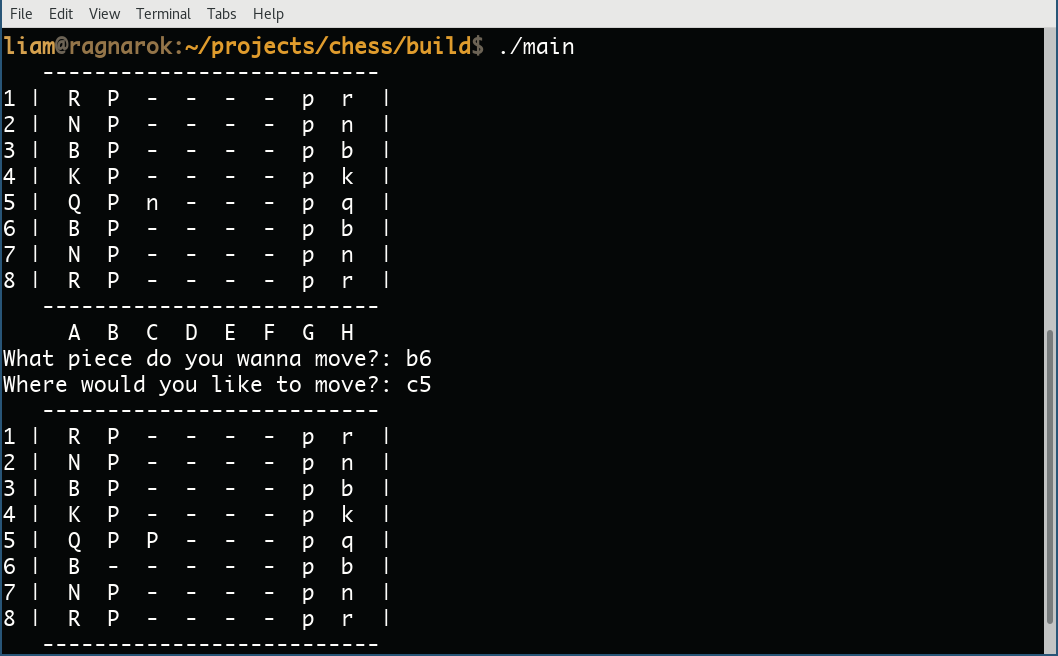 File Edit View Terminal Tabs Help
liam@ragnarok:~/projects/chess/build$ ./main
   --------------------------
1 |  R  P  -  -  -  -  p  r  |
2 |  N  P  -  -  -  -  p  n  |
3 |  B  P  -  -  -  -  p  b  |
4 |  K  P  -  -  -  -  p  k  |
5 |  Q  P  n  -  -  -  p  q  |
6 |  B  P  -  -  -  -  p  b  |
7 |  N  P  -  -  -  -  p  n  |
8 |  R  P  -  -  -  -  p  r  |
   --------------------------
     A  B  C  D  E  F  G  H
What piece do you wanna move?: b6
Where would you like to move?: c5
   --------------------------
1 |  R  P  -  -  -  -  p  r  |
2 |  N  P  -  -  -  -  p  n  |
3 |  B  P  -  -  -  -  p  b  |
4 |  K  P  -  -  -  -  p  k  |
5 |  Q  P  P  -  -  -  p  q  |
6 |  B  -  -  -  -  -  p  b  |
7 |  N  P  -  -  -  -  p  n  |
8 |  R  P  -  -  -  -  p  r  |
   --------------------------